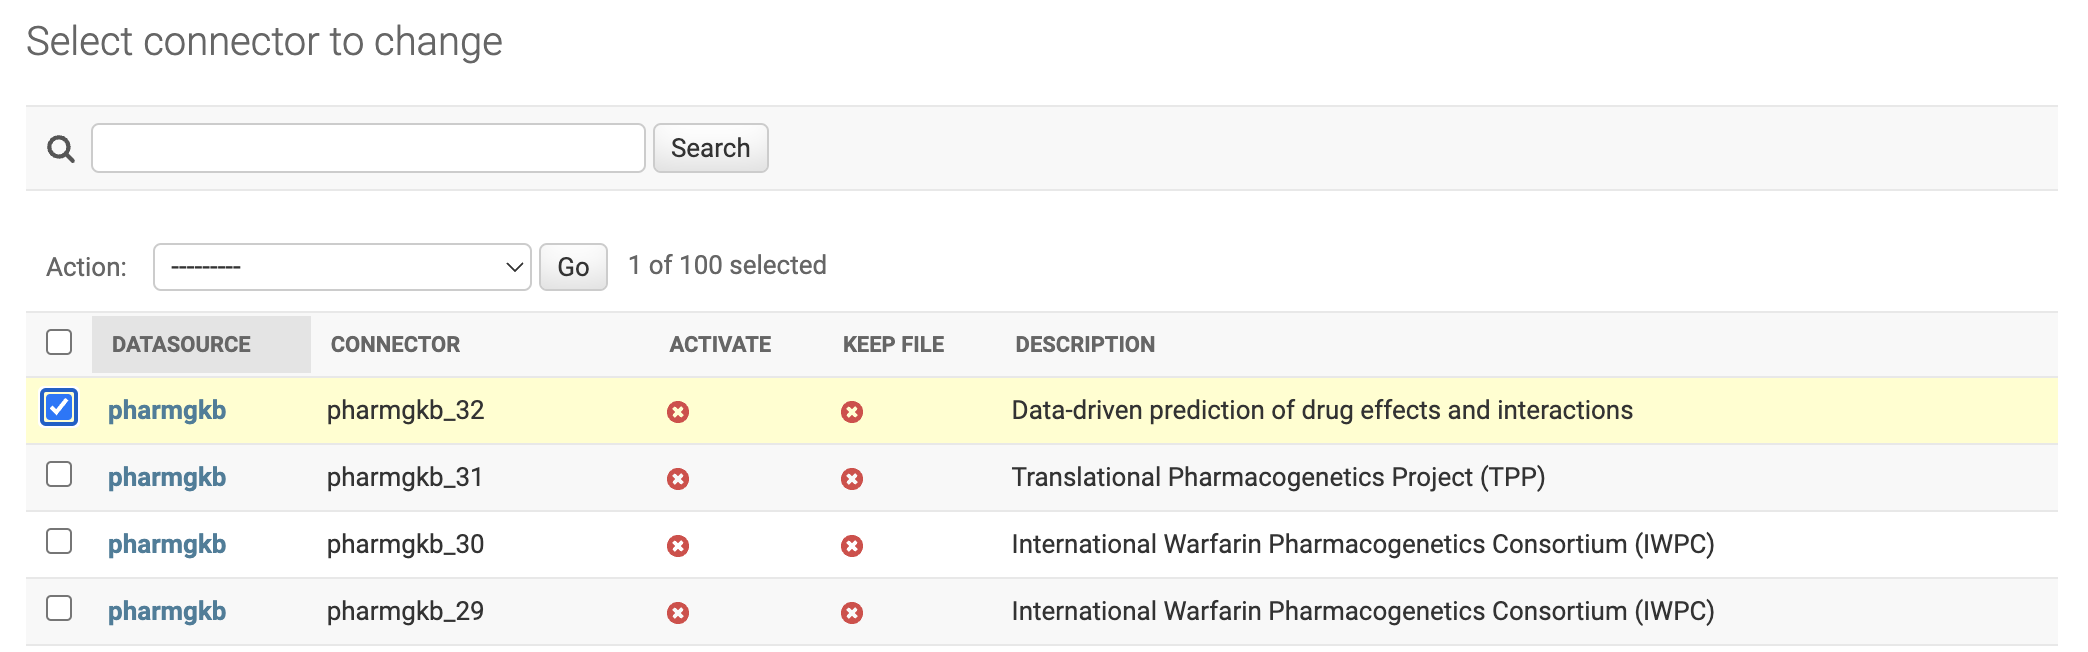 Select connector to change
Search
Action: --------- Go 1 of 100 selected
DATASOURCE CONNECTOR ACTIVATE KEEP FILE DESCRIPTION
pharmgkb pharmgkb_32 Data-driven prediction of drug effects and interactions
pharmgkb pharmgkb_31 Translational Pharmacogenetics Project (TPP)
pharmgkb pharmgkb_30 International Warfarin Pharmacogenetics Consortium (IWPC)
pharmgkb pharmgkb_29 International Warfarin Pharmacogenetics Consortium (IWPC)